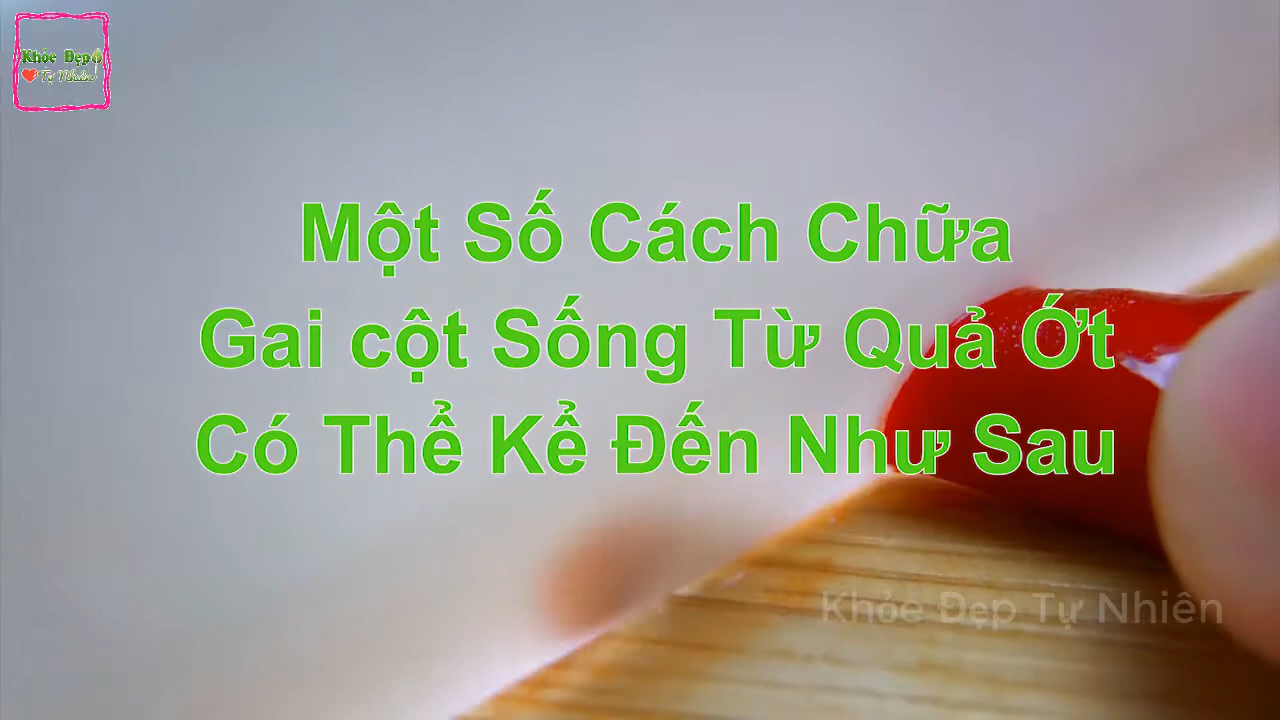 Khỏe Đẹp
Tự Nhiên
Một Số Cách Chữa
Gai cột Sống Từ Quả Ớt
Có Thể Kể Đến Như Sau
Khỏe Đẹp Tự Nhiên